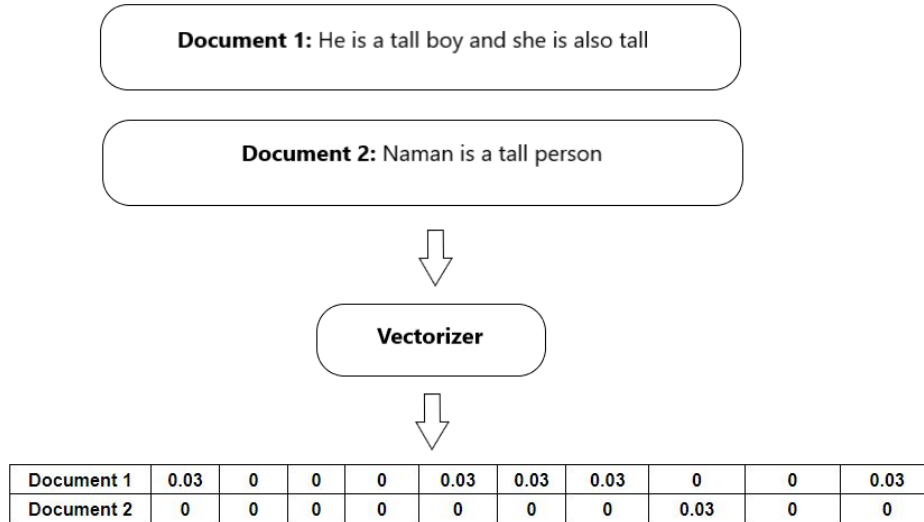 Document 1: He is a tall boy and she is also tall
Document 2: Naman is a tall person
Vectorizer
Document 1 0.03 0 0 0 0.03 0.03 0.03 0 0 0.03
Document 2 0 0 0 0 0 0 0 0.03 0 0